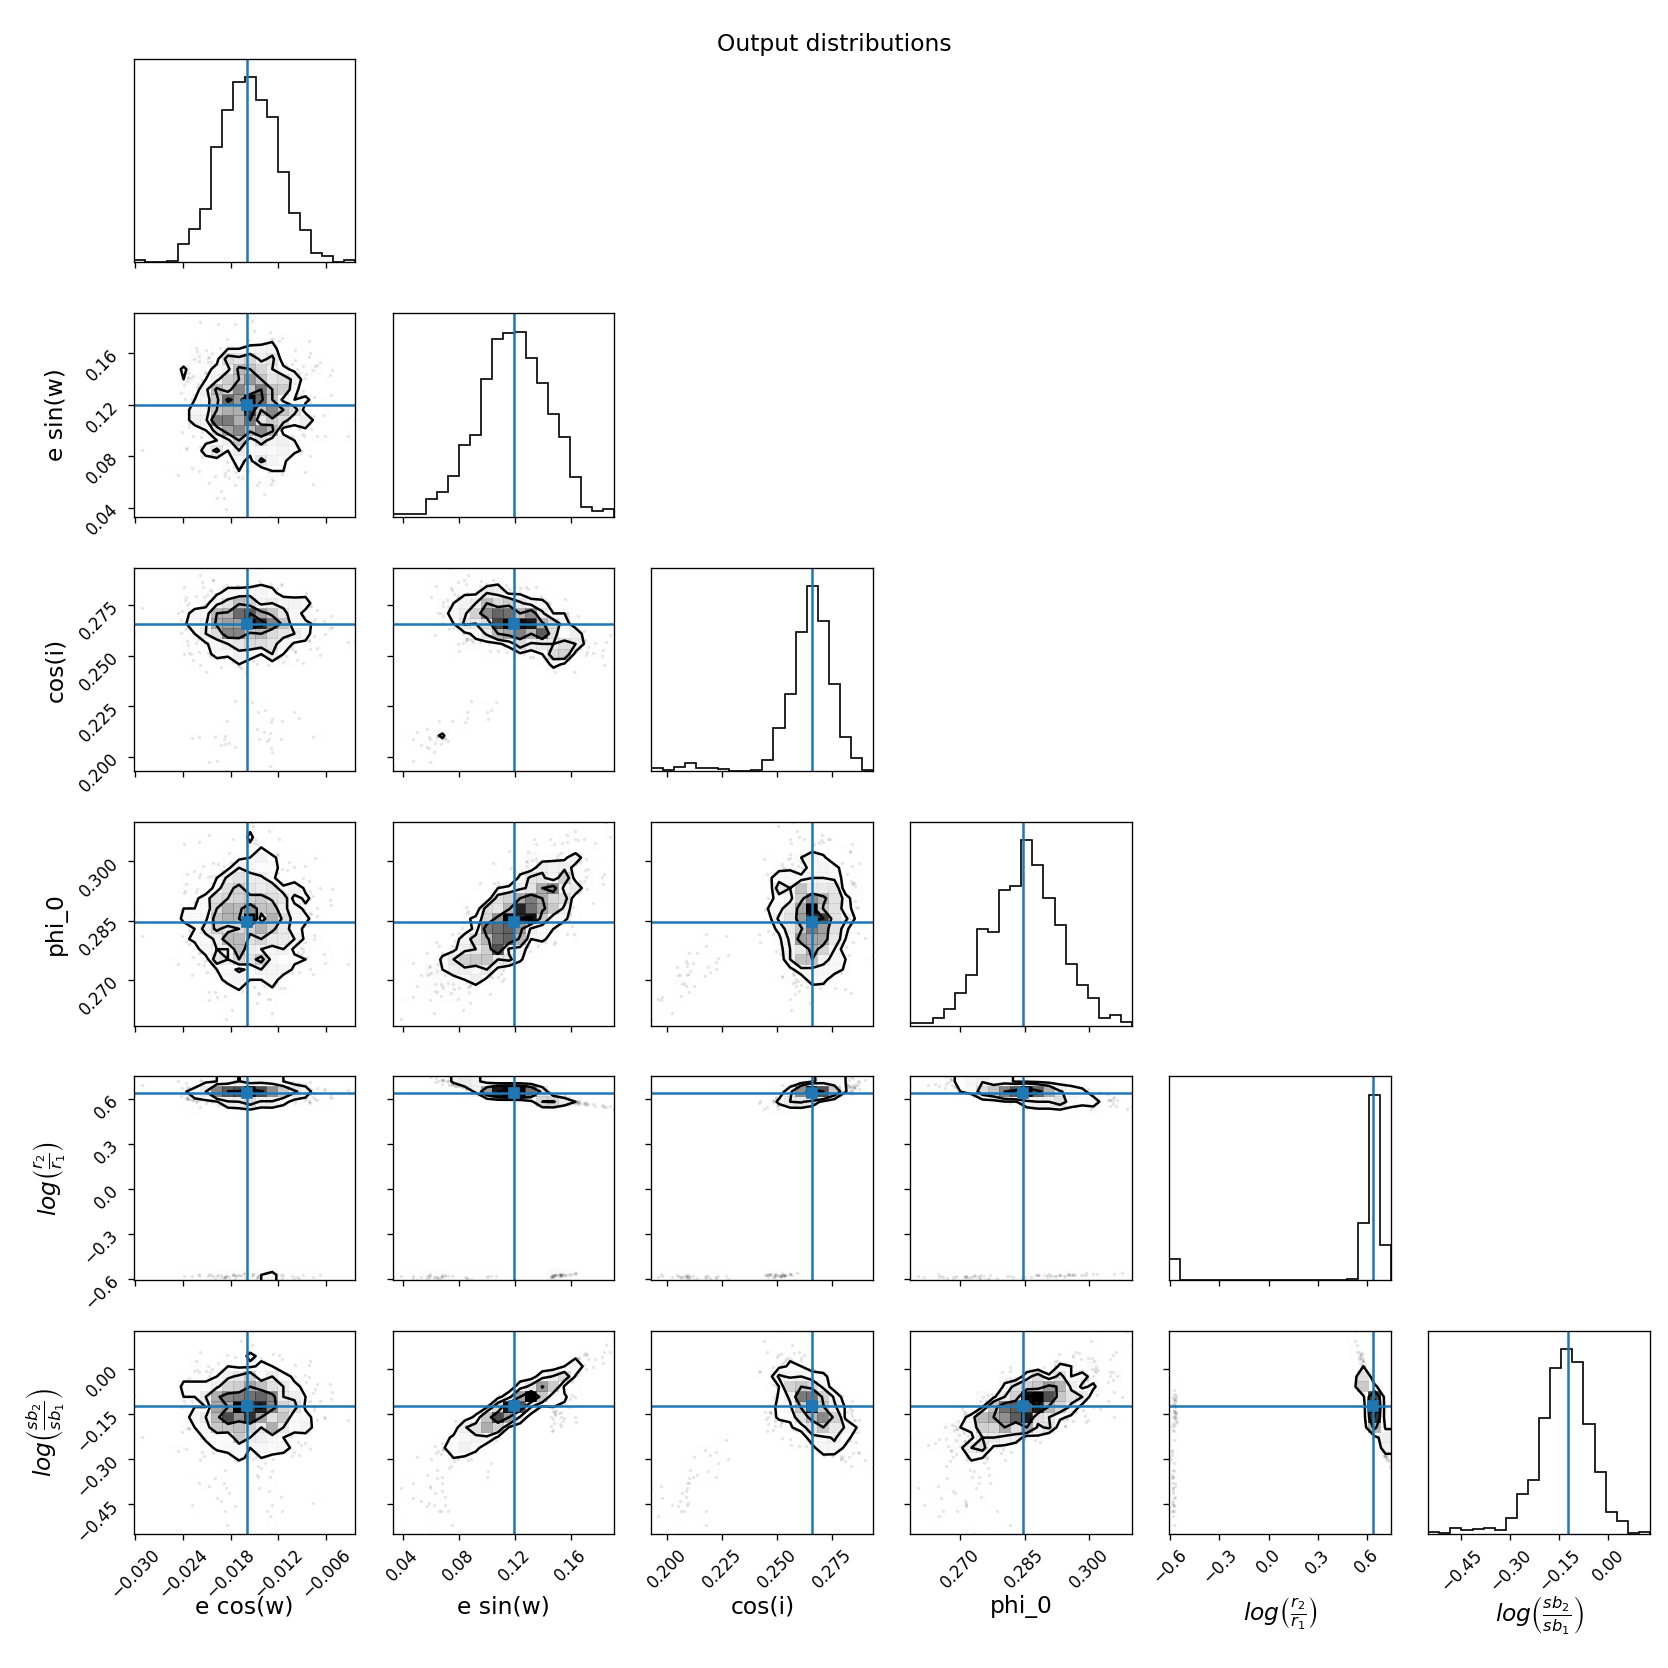 Output distributions
e sin(w)
0.16
0.12
0.08
0.04
cos(i)
0.275
0.250
0.225
0.200
phi_0
0.300
0.285
0.270
log(r2/r1)
0.6
0.3
0.0
−0.3
−0.6
log(sb2/sb1)
0.00
−0.15
−0.30
−0.45
−0.030 −0.024 −0.018 −0.012 −0.006
0.04 0.08 0.12 0.16
0.200 0.225 0.250 0.275
0.270 0.285 0.300
−0.6 −0.3 0.0 0.3 0.6
−0.45 −0.30 −0.15 0.00
e cos(w)
e sin(w)
cos(i)
phi_0
log(r2/r1)
log(sb2/sb1)